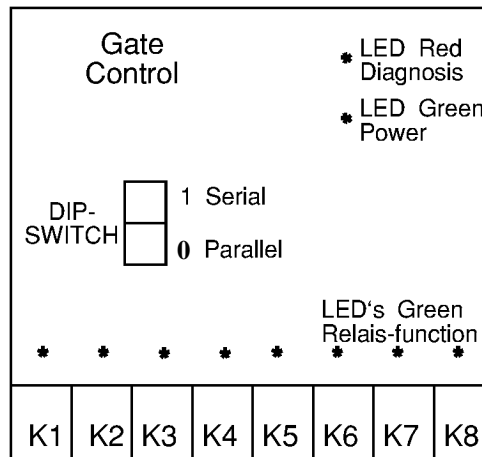 Gate
Control
LED Red
Diagnosis
LED Green
Power
DIP-
SWITCH
1 Serial
0 Parallel
LED's Green
Relais-function
K1 K2 K3 K4 K5 K6 K7 K8